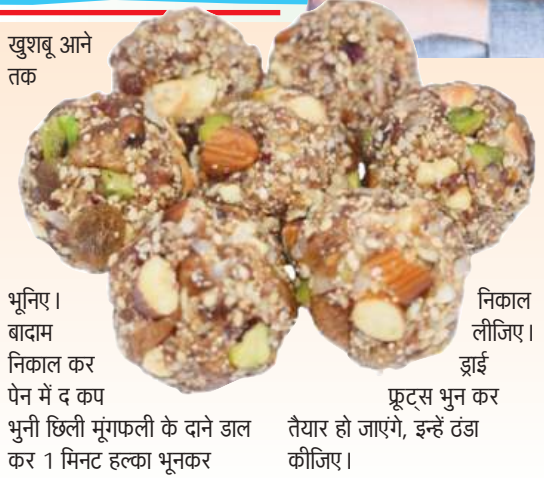 खुशबू आने
तक
भूनिए।
बादाम
निकाल कर
पेन में द कप
भुनी छिली मूंगफली के दाने डाल
कर 1 मिनट हल्का भूनकर
निकाल
लीजिए।
ड्राई
फ्रूट्स भुन कर
तैयार हो जाएंगे, इन्हें ठंडा
कीजिए।